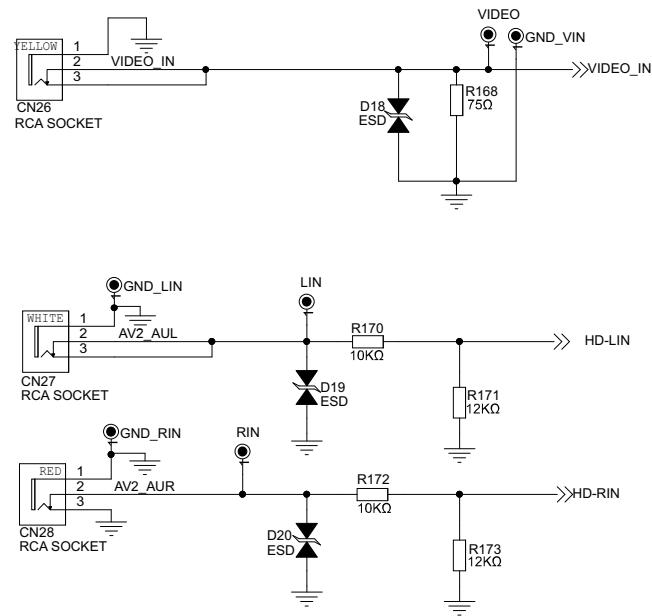 VIDEO
GND_VIN
YELLOW
1
2
3
VIDEO_IN
VIDEO_IN
CN26
RCA SOCKET
D18
ESD
R168
75Ω
GND_LIN
LIN
WHITE
1
2
3
AV2_AUL
R170
10KΩ
HD-LIN
CN27
RCA SOCKET
D19
ESD
R171
12KΩ
GND_RIN
RIN
RED
1
2
3
AV2_AUR
R172
10KΩ
HD-RIN
CN28
RCA SOCKET
D20
ESD
R173
12KΩ